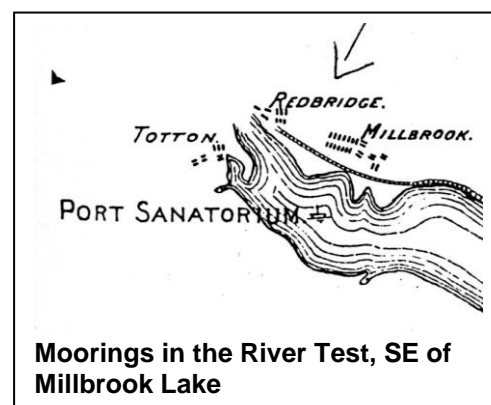 REDBRIDGE.
TOTTON.
MILLBROOK.
PORT SANATORIUM
Moorings in the River Test, SE of
Millbrook Lake